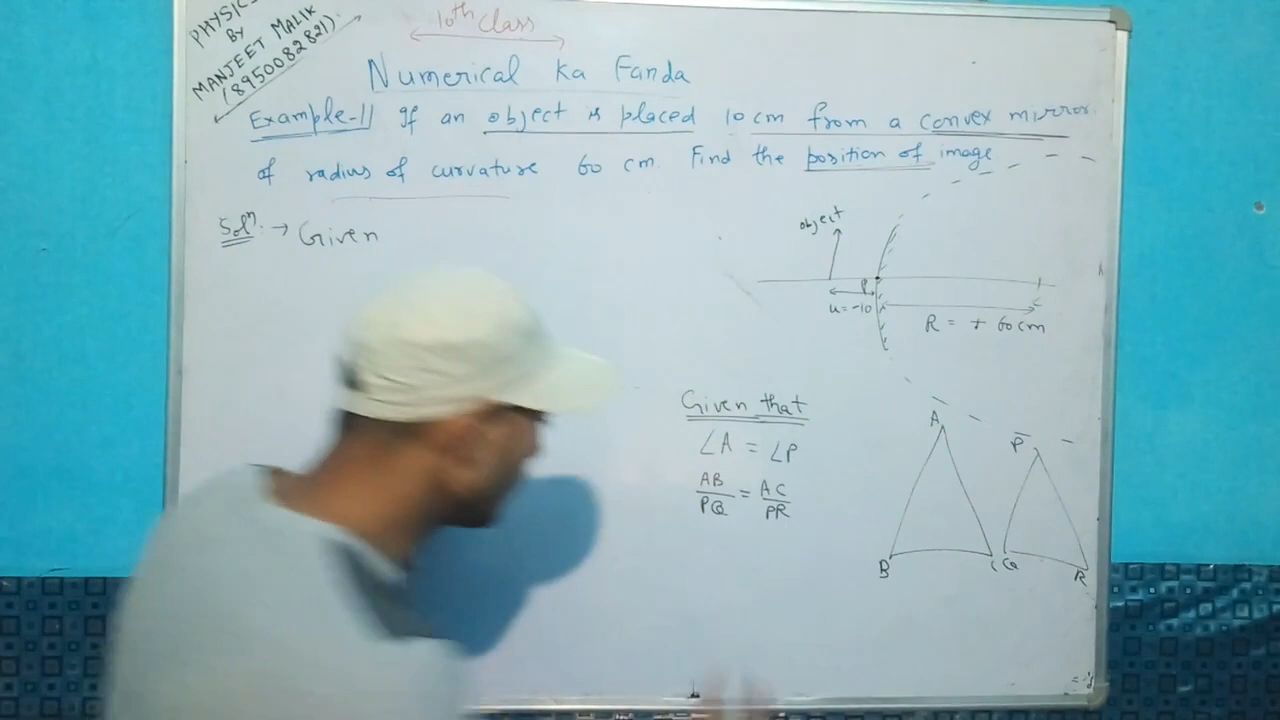 PHYSICS
BY
MANJEET MALIK
(8950082821).
10th class
Numerical ka Fanda
Example-11 If an object is placed 10 cm from a convex mirror
of radius of curvature 60 cm. Find the position of image
Soln. → Given
object
P
u = -10
R = + 60 cm
Given that
∠A = ∠P
AB/PQ = AC/PR
A
B
C
P
Q
R